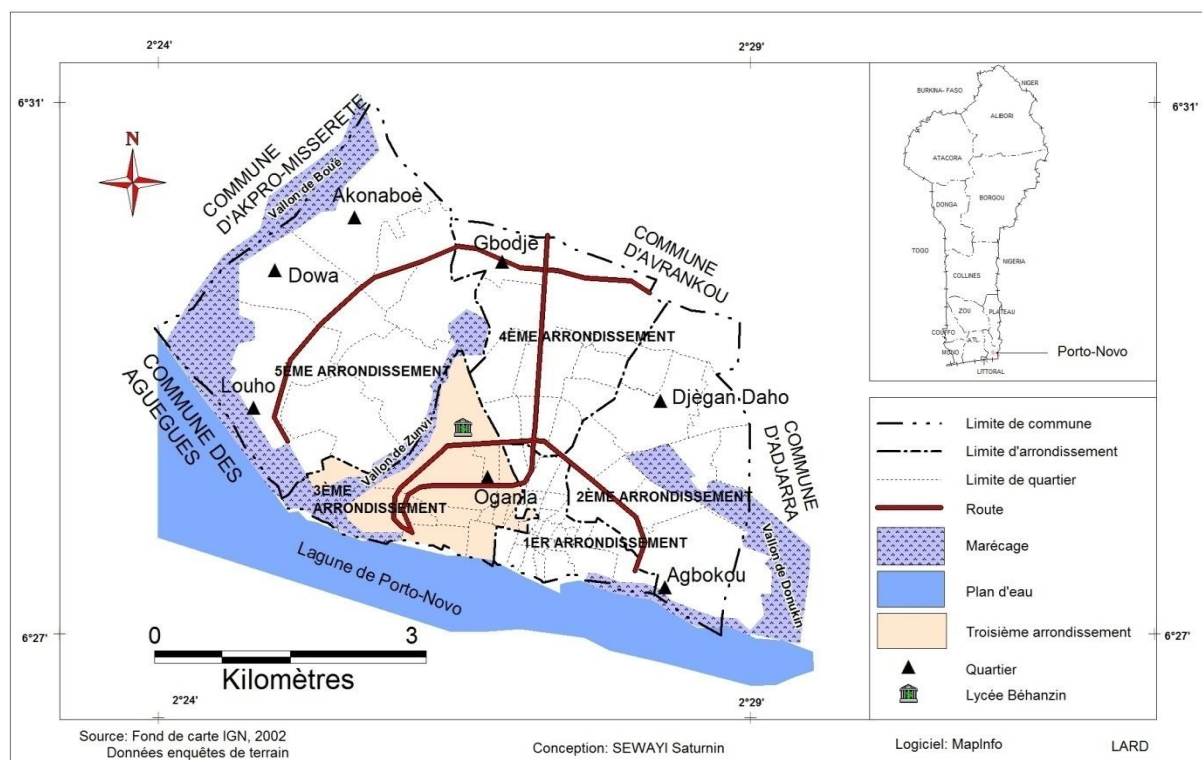 2°24'
2°29'
6°31'
6°31'
N
COMMUNE
D'AKPRO-MISSERETE
Vallon de Boué
Akonaboè
Gbodjè
COMMUNE
D'AVRANKOU
Dowa
4ÈME ARRONDISSEMENT
5ÈME ARRONDISSEMENT
Louho
COMMUNE DES
AGUEGUES
Djègan Daho
Vallon de Zunvi
COMMUNE
D'ADJARRA
3ÈME
ARRONDISSEMENT
Oganla
2ÈME ARRONDISSEMENT
1ER ARRONDISSEMENT
Vallon de Donukin
Lagune de Porto-Novo
Agbokou
6°27'
6°27'
0 3
Kilomètres
2°24'
2°29'
BURKINA- FASO
NIGER
ALIBORI
ATACORA
BORGOU
DONGA
TOGO
NIGERIA
COLLINES
ZOU
PLATEAU
COUFFO
ATL.
MONO
LITTORAL
Porto-Novo
Limite de commune
Limite d'arrondissement
Limite de quartier
Route
Marécage
Plan d'eau
Troisième arrondissement
Quartier
Lycée Béhanzin
Source: Fond de carte IGN, 2002
Données enquêtes de terrain
Conception: SEWAYI Saturnin
Logiciel: MapInfo
LARD